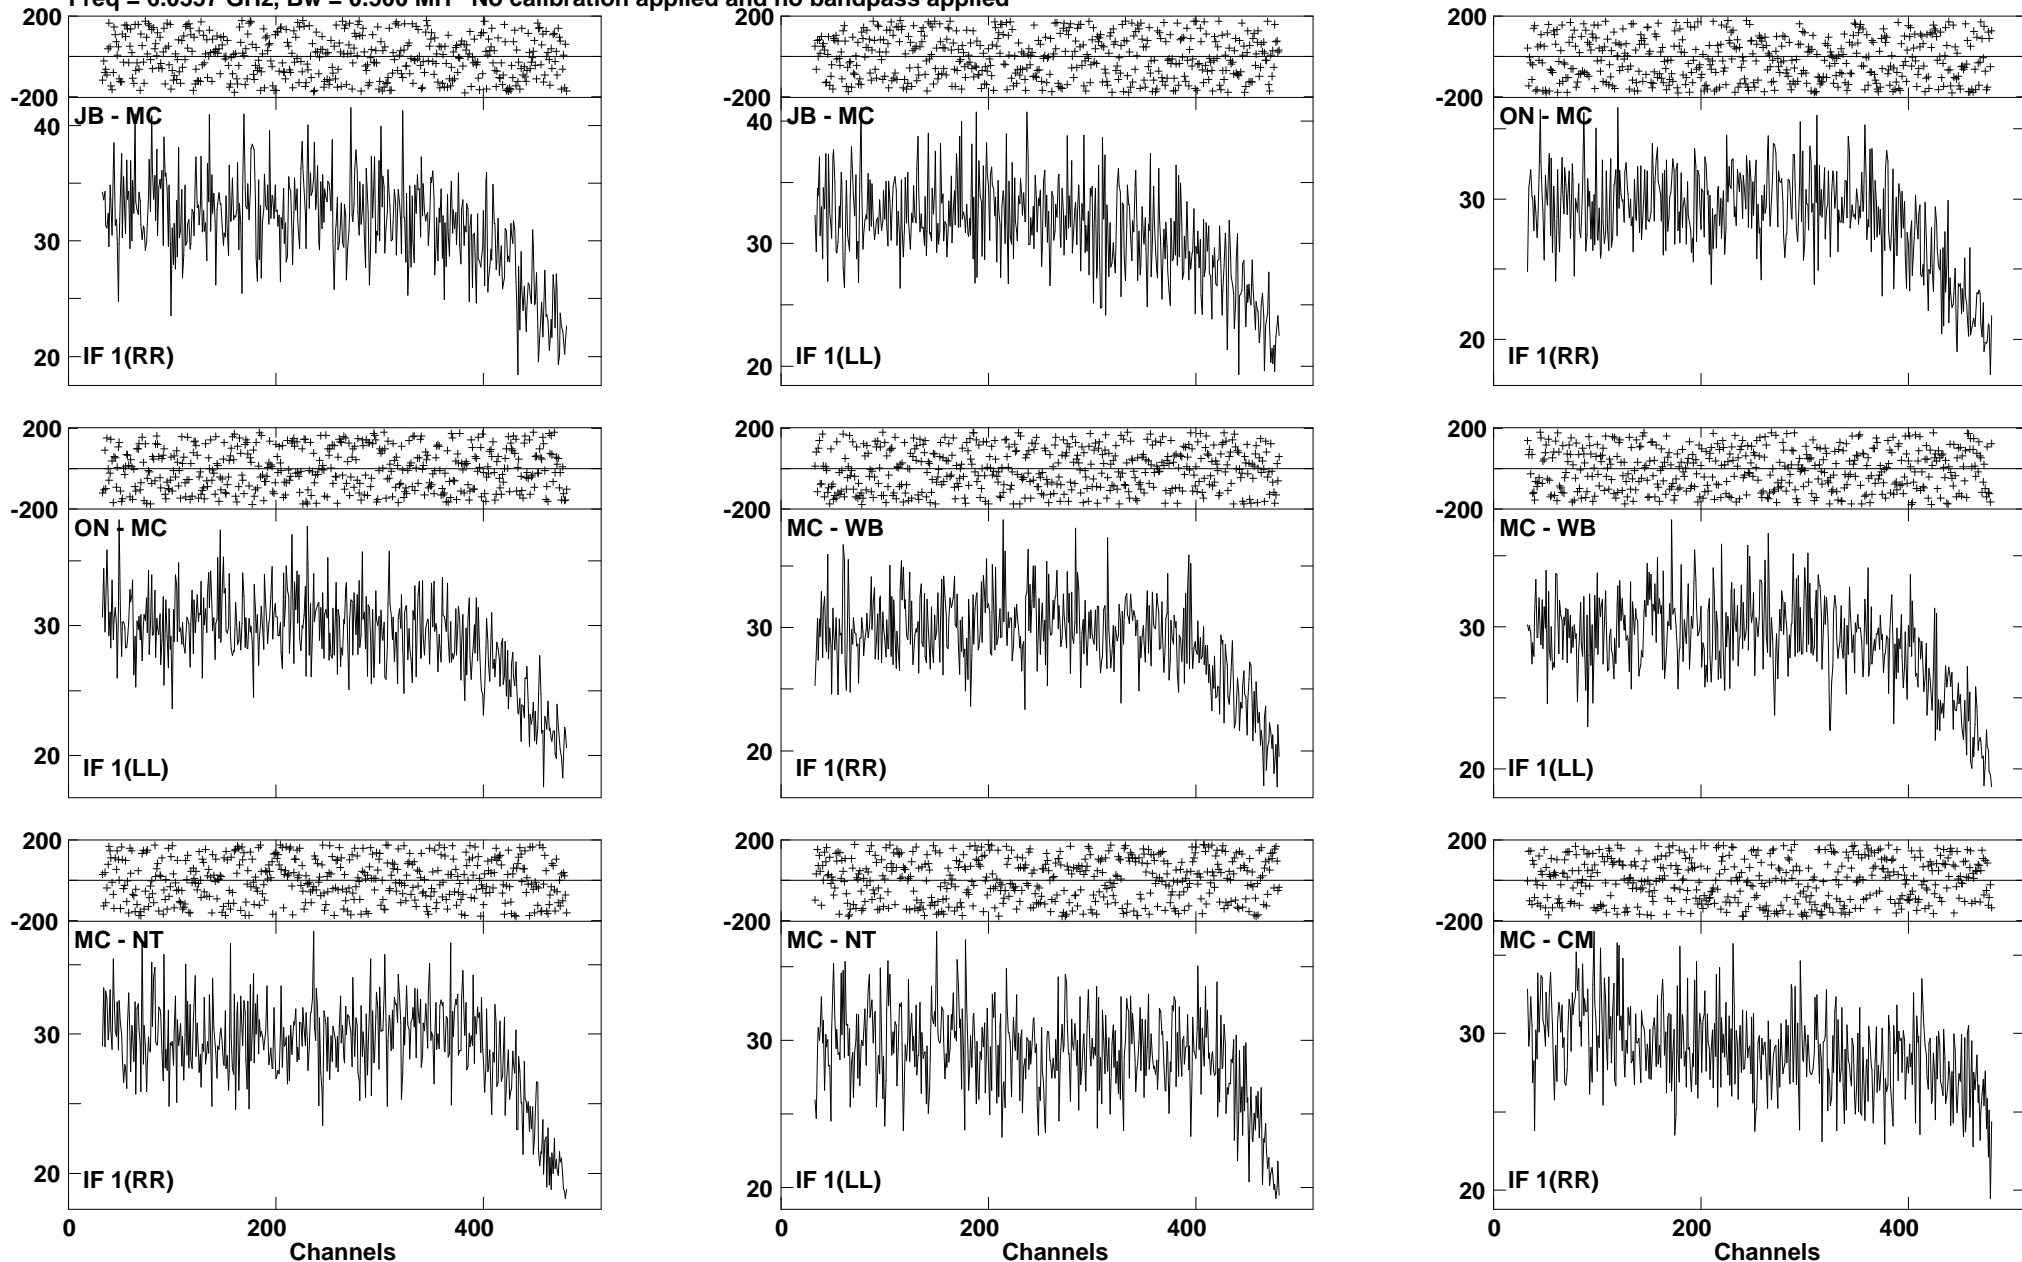 Freq = 6.0357 GHz, Bw = 0.500 MH No calibration applied and no bandpass applied
200
-200
JB - MC
40
30
20
IF 1(RR)
200
-200
JB - MC
40
30
20
IF 1(LL)
200
-200
ON - MC
30
20
IF 1(RR)
200
-200
ON - MC
30
20
IF 1(LL)
200
-200
MC - WB
30
20
IF 1(RR)
200
-200
MC - WB
30
20
IF 1(LL)
200
-200
MC - NT
30
20
IF 1(RR)
0 200 400
Channels
200
-200
MC - NT
30
20
IF 1(LL)
0 200 400
Channels
200
-200
MC - CM
30
20
IF 1(RR)
0 200 400
Channels